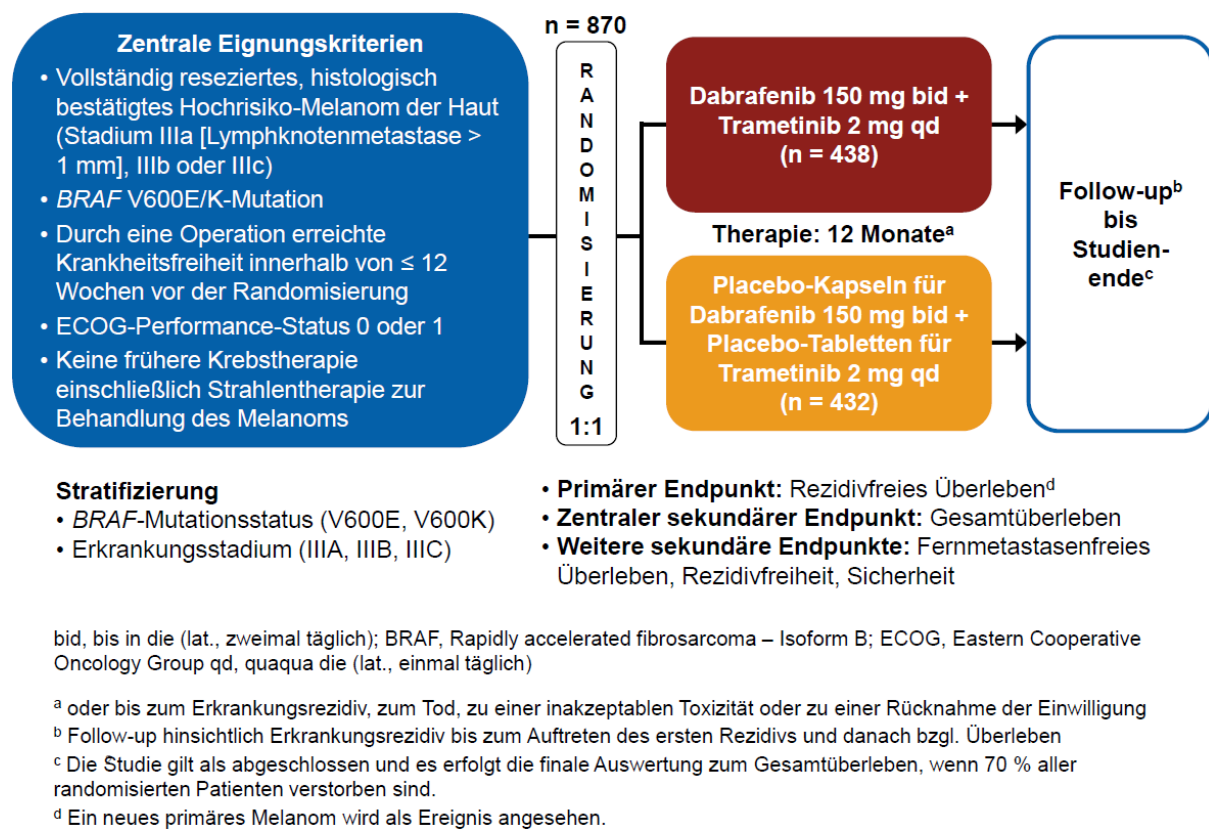 Zentrale Eignungskriterien
• Vollständig reseziertes, histologisch
bestätigtes Hochrisiko-Melanom der Haut
(Stadium IIIa [Lymphknotenmetastase >
1 mm], IIIb oder IIIc)
• BRAF V600E/K-Mutation
• Durch eine Operation erreichte
Krankheitsfreiheit innerhalb von ≤ 12
Wochen vor der Randomisierung
• ECOG-Performance-Status 0 oder 1
• Keine frühere Krebstherapie
einschließlich Strahlentherapie zur
Behandlung des Melanoms
n = 870
RANDOMISIERUNG
1:1
Dabrafenib 150 mg bid +
Trametinib 2 mg qd
(n = 438)
Therapie: 12 Monateᵃ
Placebo-Kapseln für
Dabrafenib 150 mg bid +
Placebo-Tabletten für
Trametinib 2 mg qd
(n = 432)
Follow-upᵇ
bis
Studien-
endeᶜ
Stratifizierung
• BRAF-Mutationsstatus (V600E, V600K)
• Erkrankungsstadium (IIIA, IIIB, IIIC)
• Primärer Endpunkt: Rezidivfreies Überlebenᵈ
• Zentraler sekundärer Endpunkt: Gesamtüberleben
• Weitere sekundäre Endpunkte: Fernmetastasenfreies
Überleben, Rezidivfreiheit, Sicherheit
bid, bis in die (lat., zweimal täglich); BRAF, Rapidly accelerated fibrosarcoma – Isoform B; ECOG, Eastern Cooperative
Oncology Group qd, quaqua die (lat., einmal täglich)
ᵃ oder bis zum Erkrankungsrezidiv, zum Tod, zu einer inakzeptablen Toxizität oder zu einer Rücknahme der Einwilligung
ᵇ Follow-up hinsichtlich Erkrankungsrezidiv bis zum Auftreten des ersten Rezidivs und danach bzgl. Überleben
ᶜ Die Studie gilt als abgeschlossen und es erfolgt die finale Auswertung zum Gesamtüberleben, wenn 70 % aller
randomisierten Patienten verstorben sind.
ᵈ Ein neues primäres Melanom wird als Ereignis angesehen.